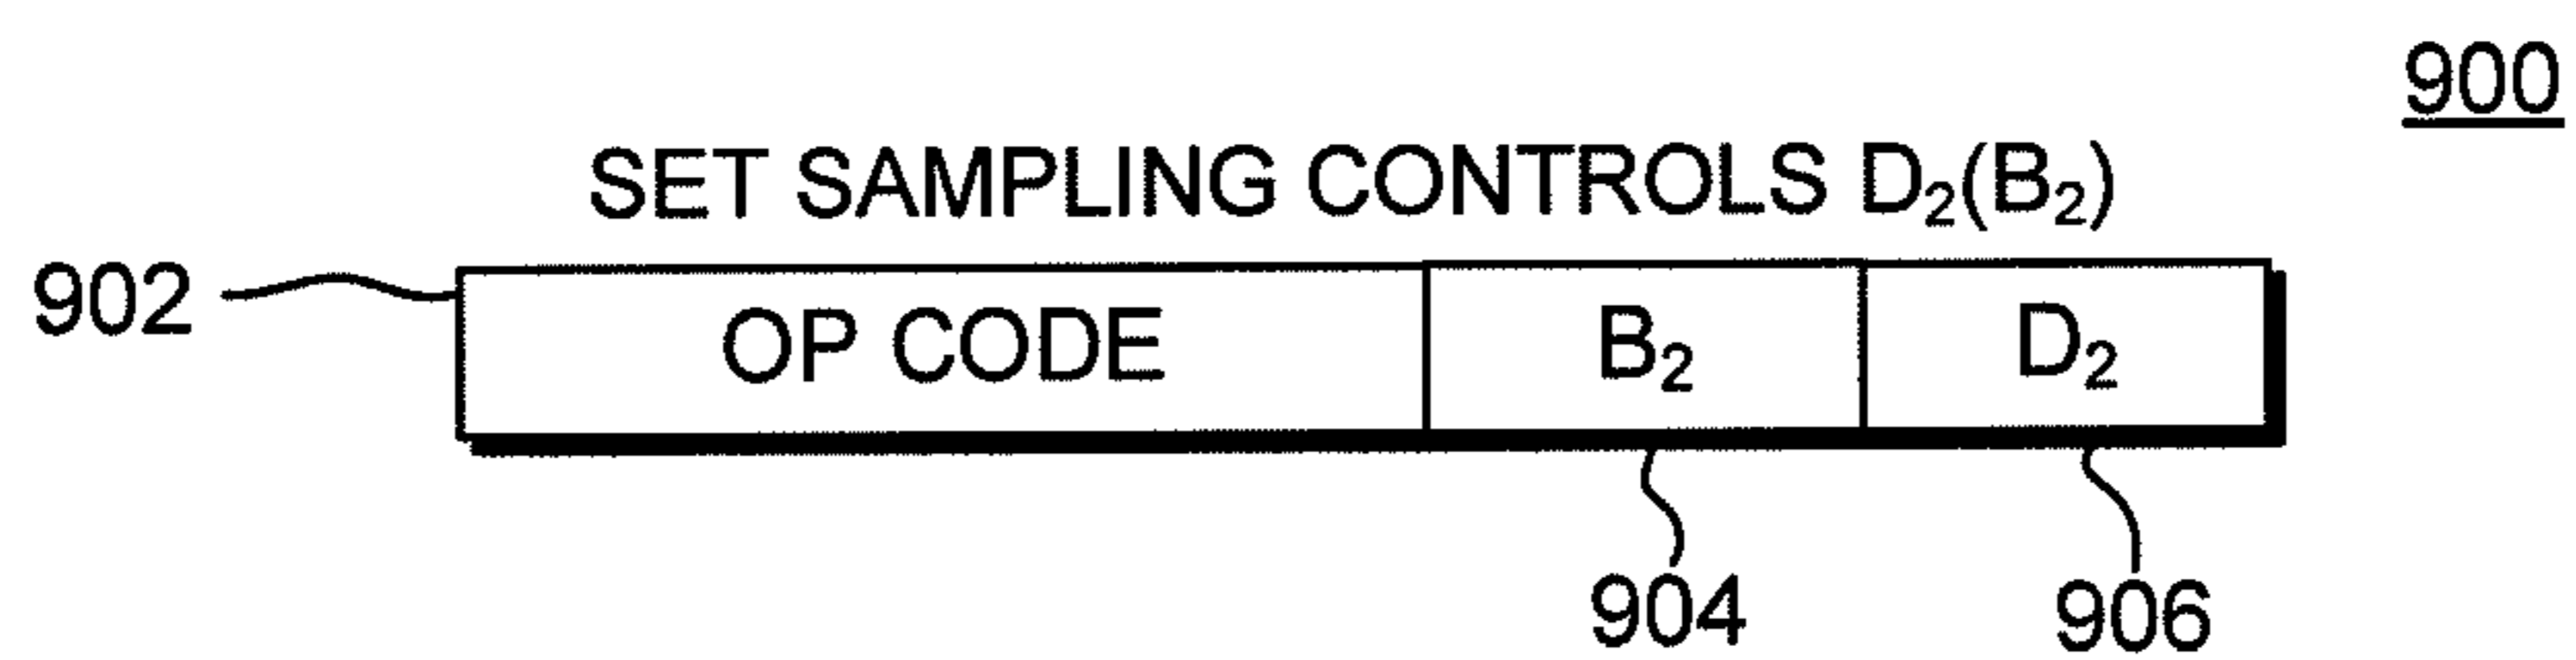 900
SET SAMPLING CONTROLS D₂(B₂)
902 OP CODE B₂ D₂
904 906